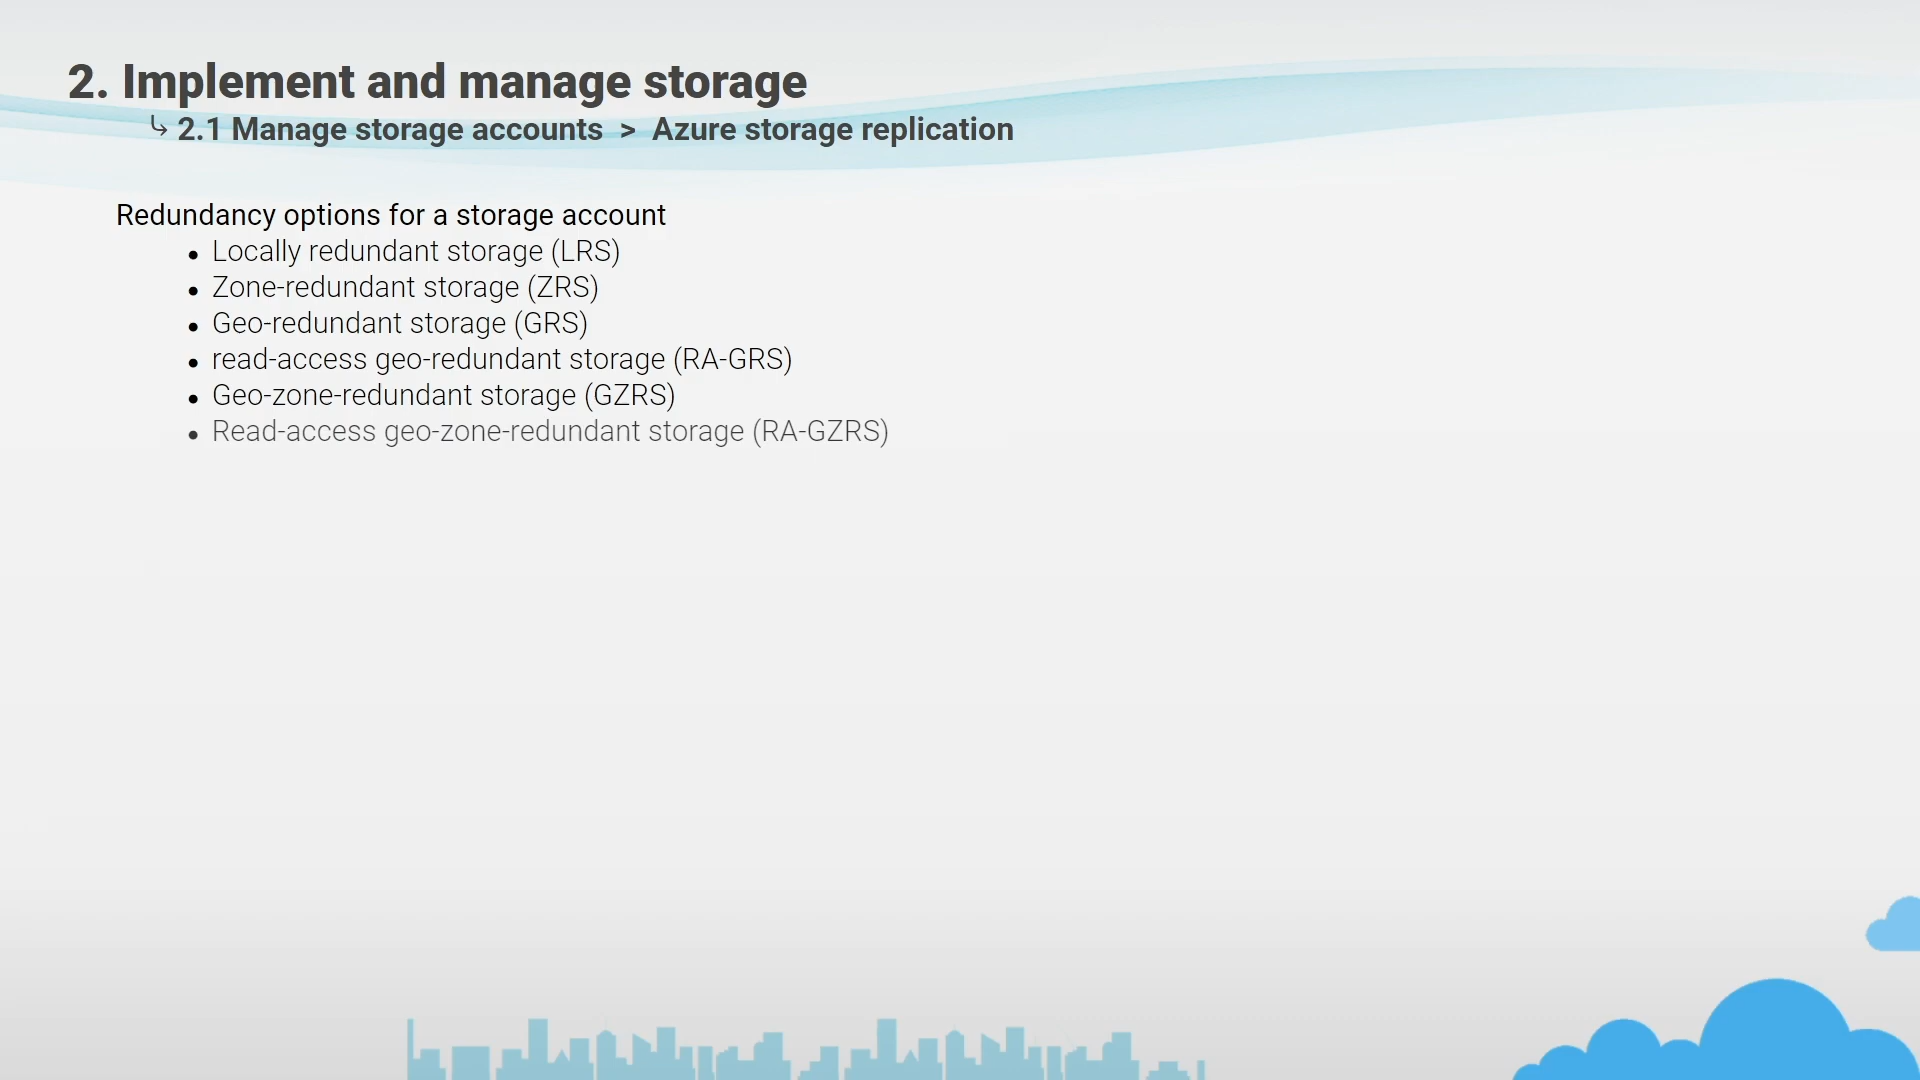 2. Implement and manage storage
↳ 2.1 Manage storage accounts > Azure storage replication
Redundancy options for a storage account
• Locally redundant storage (LRS)
• Zone-redundant storage (ZRS)
• Geo-redundant storage (GRS)
• read-access geo-redundant storage (RA-GRS)
• Geo-zone-redundant storage (GZRS)
• Read-access geo-zone-redundant storage (RA-GZRS)